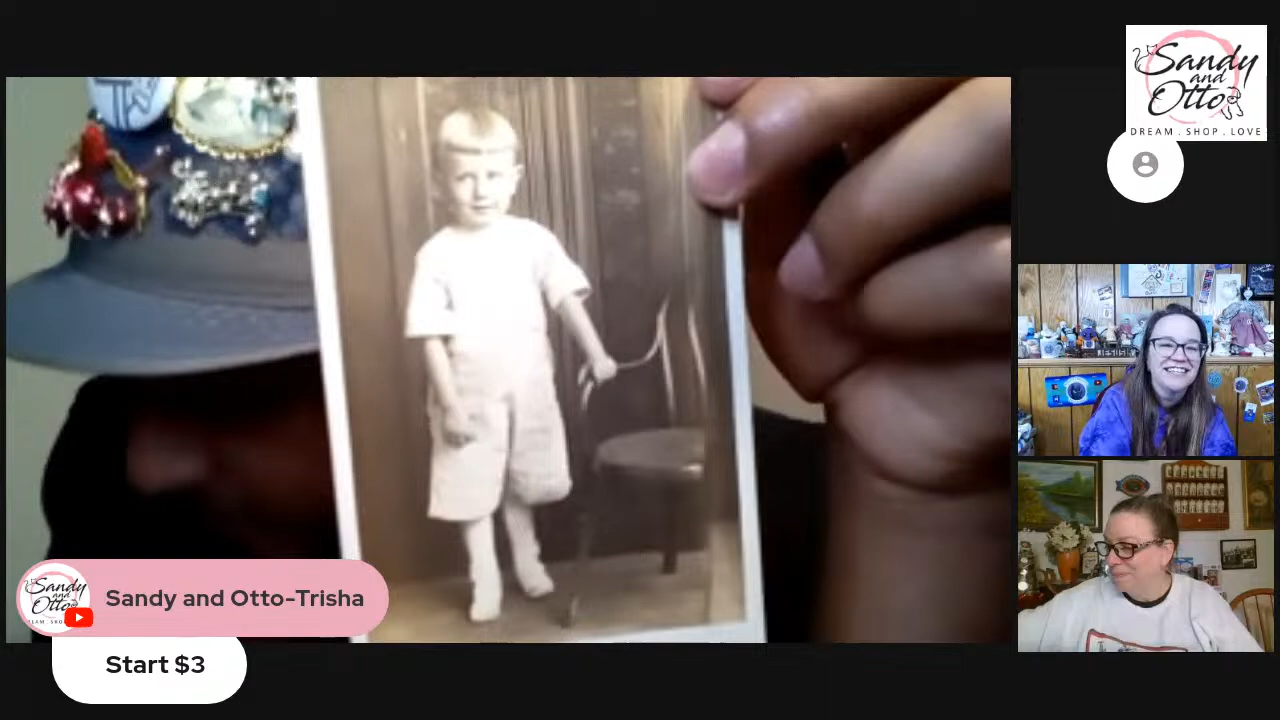 Sandy
and
Otto
DREAM . SHOP . LOVE
Sandy and Otto-Trisha
Start $3